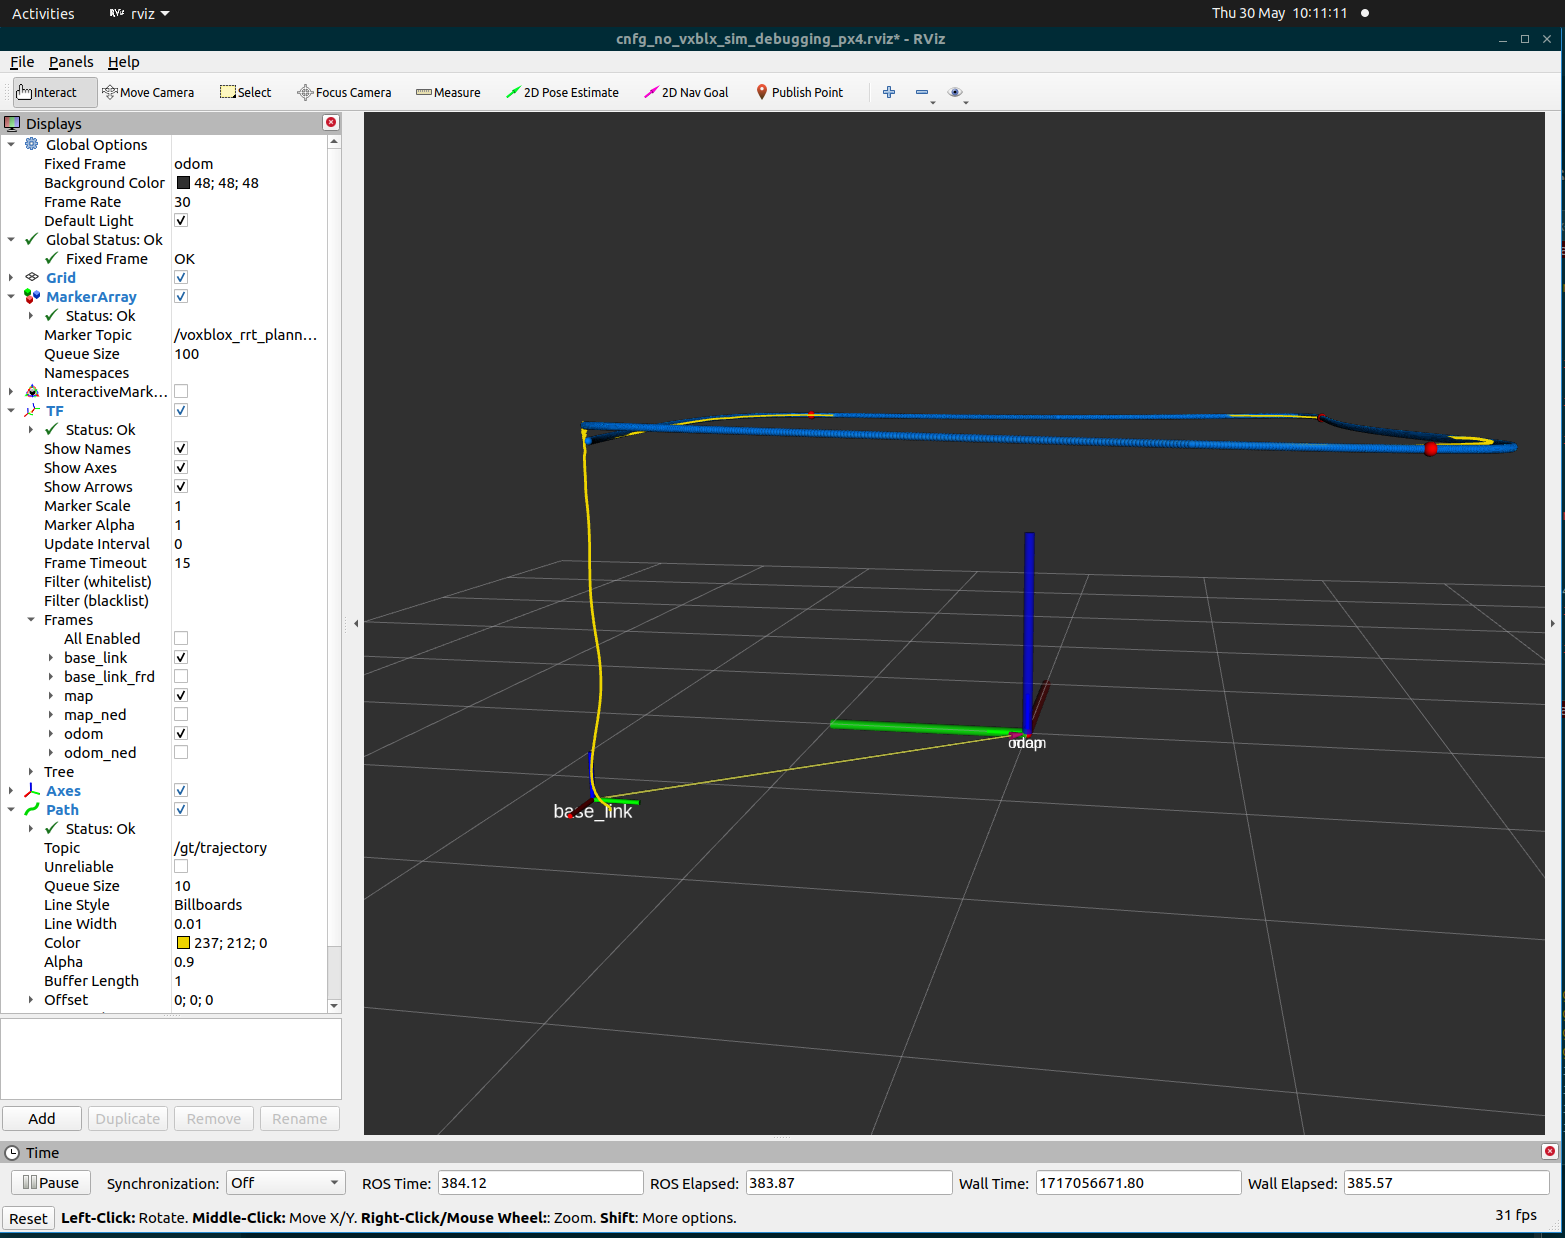 Activities rviz Thu 30 May 10:11:11
cnfg_no_vxblx_sim_debugging_px4.rviz* - RViz
File Panels Help
Interact Move Camera Select Focus Camera Measure 2D Pose Estimate 2D Nav Goal Publish Point
Displays
Global Options
Fixed Frame odom
Background Color 48; 48; 48
Frame Rate 30
Default Light
Global Status: Ok
Fixed Frame OK
Grid
MarkerArray
Status: Ok
Marker Topic /voxblox_rrt_plann...
Queue Size 100
Namespaces
InteractiveMark...
TF
Status: Ok
Show Names
Show Axes
Show Arrows
Marker Scale 1
Marker Alpha 1
Update Interval 0
Frame Timeout 15
Filter (whitelist)
Filter (blacklist)
Frames
All Enabled
base_link
base_link_frd
map
map_ned
odom
odom_ned
Tree
Axes
Path
Status: Ok
Topic /gt/trajectory
Unreliable
Queue Size 10
Line Style Billboards
Line Width 0.01
Color 237; 212; 0
Alpha 0.9
Buffer Length 1
Offset 0; 0; 0
base_link
Add Duplicate Remove Rename
Time
Pause Synchronization: Off ROS Time: 384.12 ROS Elapsed: 383.87 Wall Time: 1717056671.80 Wall Elapsed: 385.57
Reset Left-Click: Rotate. Middle-Click: Move X/Y. Right-Click/Mouse Wheel:: Zoom. Shift: More options. 31 fps